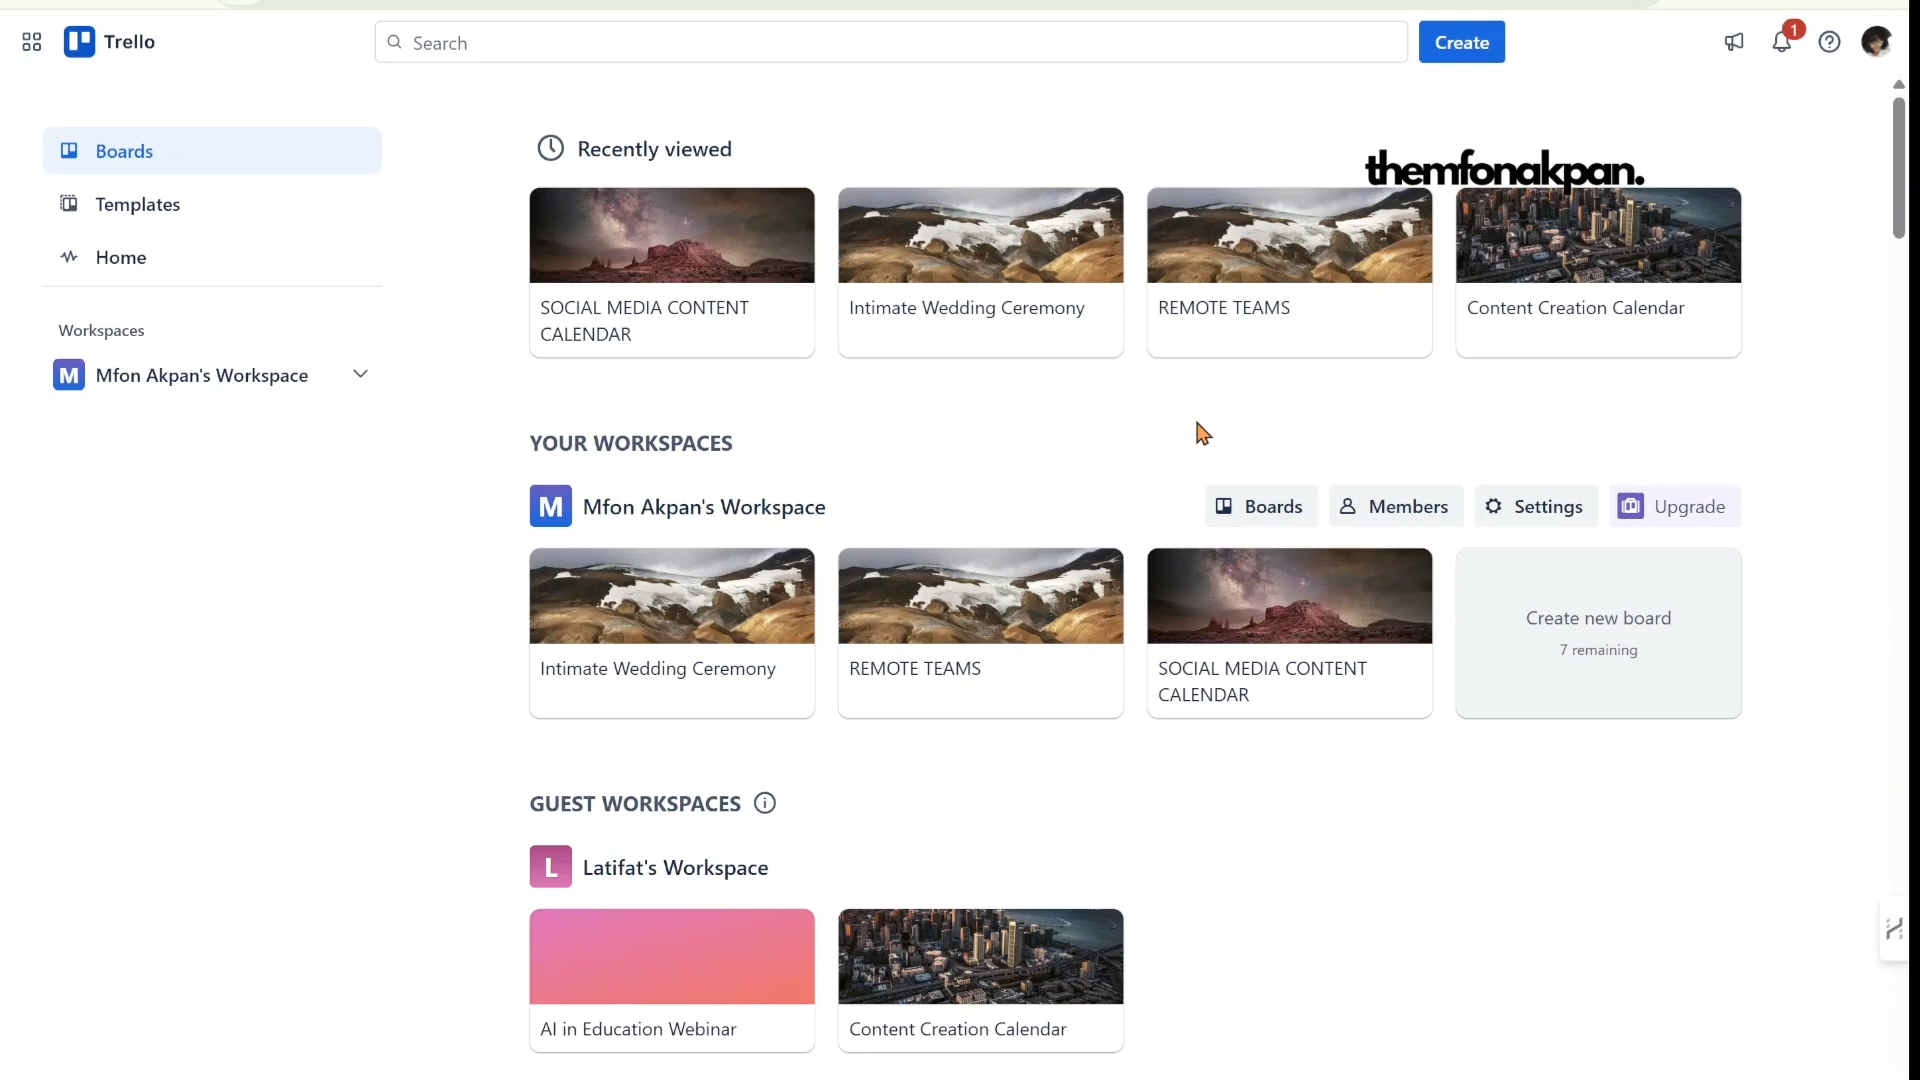 Trello
Search
Create
1
Boards
Templates
Home
Workspaces
M Mfon Akpan's Workspace
Recently viewed
themfonakpan.
SOCIAL MEDIA CONTENT
CALENDAR
Intimate Wedding Ceremony
REMOTE TEAMS
Content Creation Calendar
YOUR WORKSPACES
M Mfon Akpan's Workspace
Boards
Members
Settings
Upgrade
Intimate Wedding Ceremony
REMOTE TEAMS
SOCIAL MEDIA CONTENT
CALENDAR
Create new board
7 remaining
GUEST WORKSPACES
L Latifat's Workspace
AI in Education Webinar
Content Creation Calendar